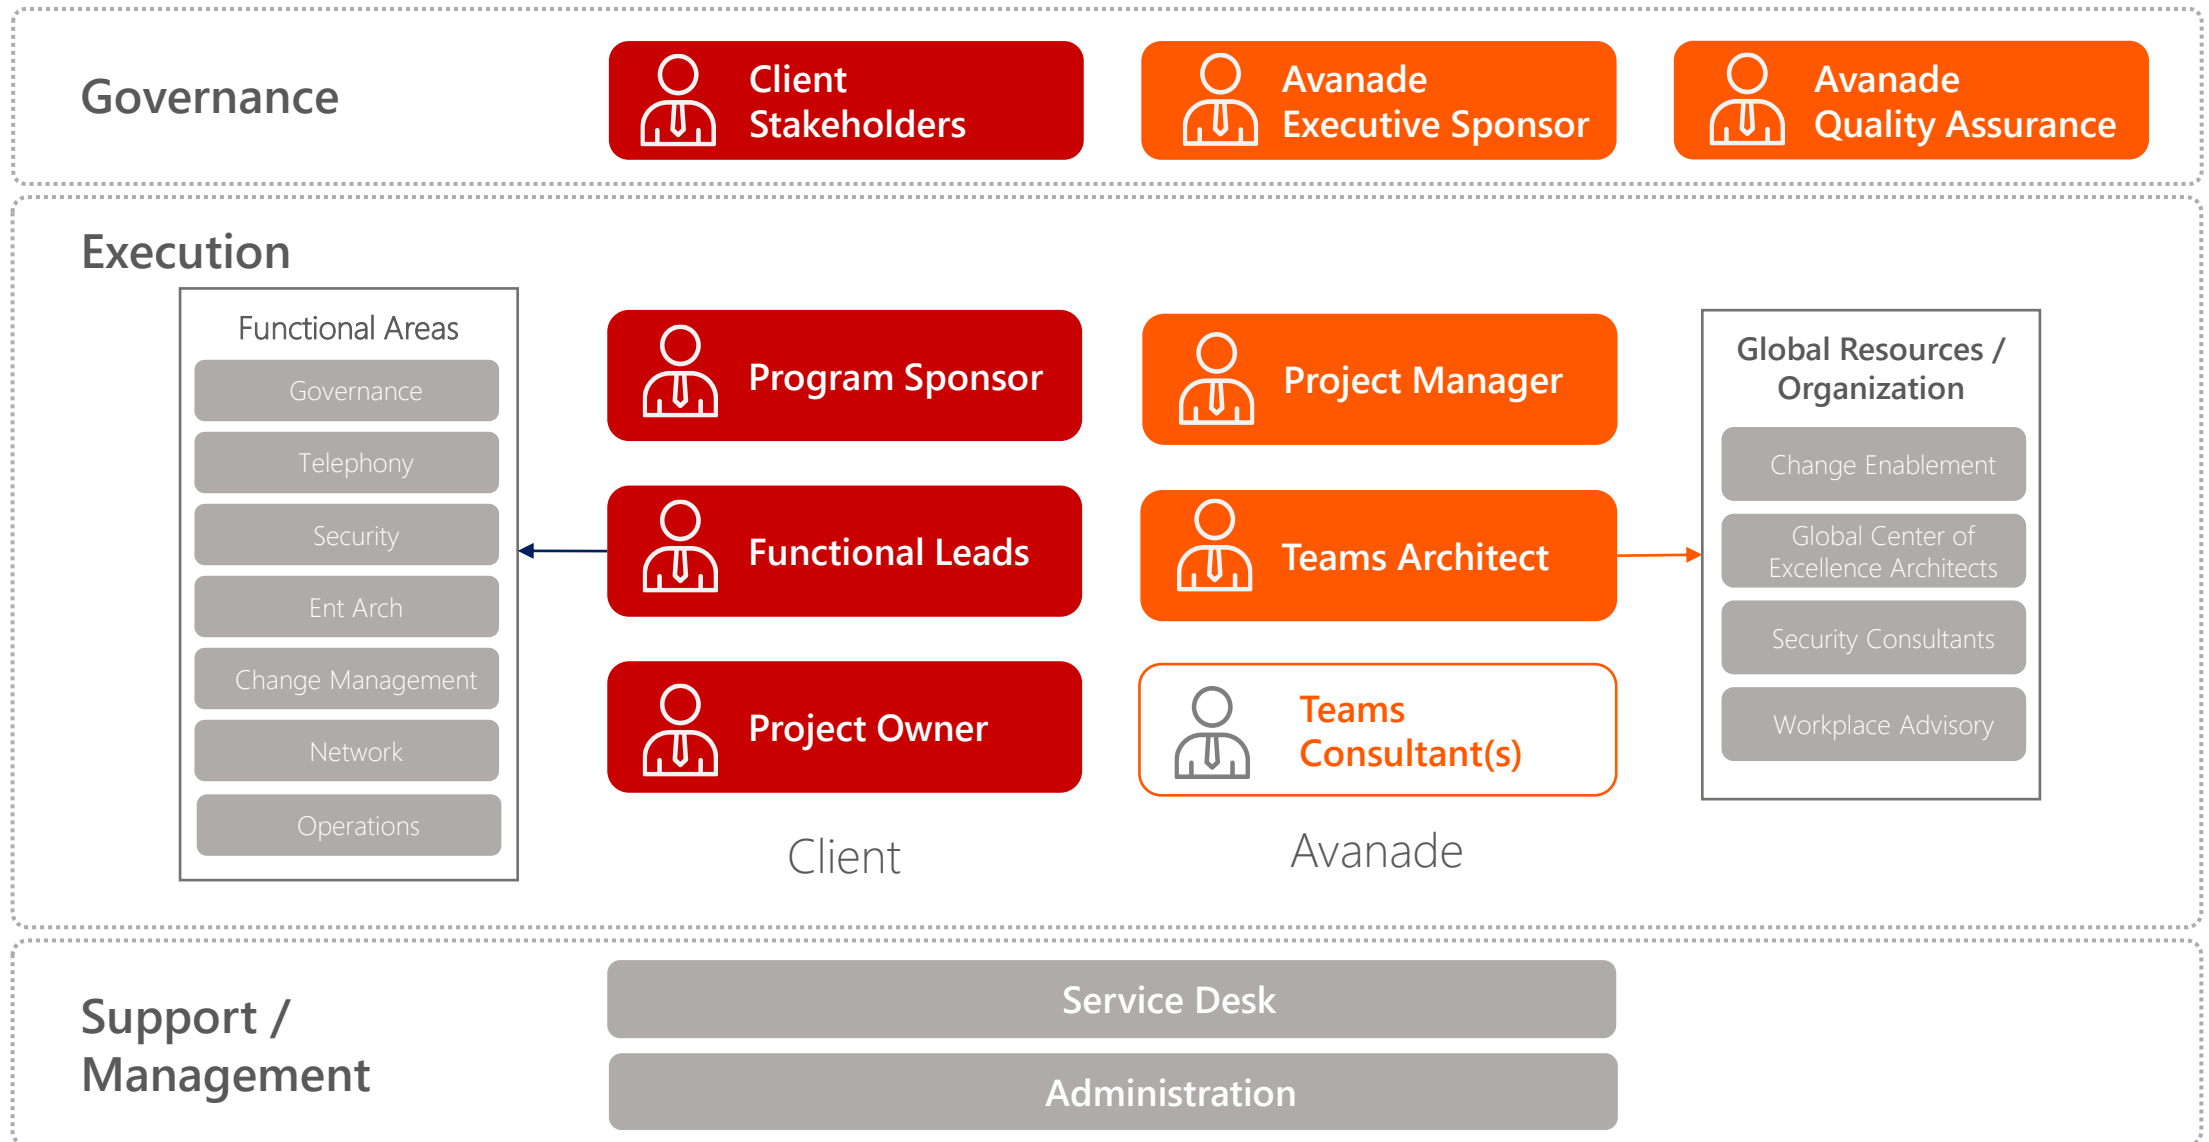 Governance
Client
Stakeholders
Avanade
Executive Sponsor
Avanade
Quality Assurance
Execution
Functional Areas
Governance
Telephony
Security
Ent Arch
Change Management
Network
Operations
Program Sponsor
Functional Leads
Project Owner
Client
Project Manager
Teams Architect
Teams
Consultant(s)
Avanade
Global Resources /
Organization
Change Enablement
Global Center of
Excellence Architects
Security Consultants
Workplace Advisory
Support /
Management
Service Desk
Administration